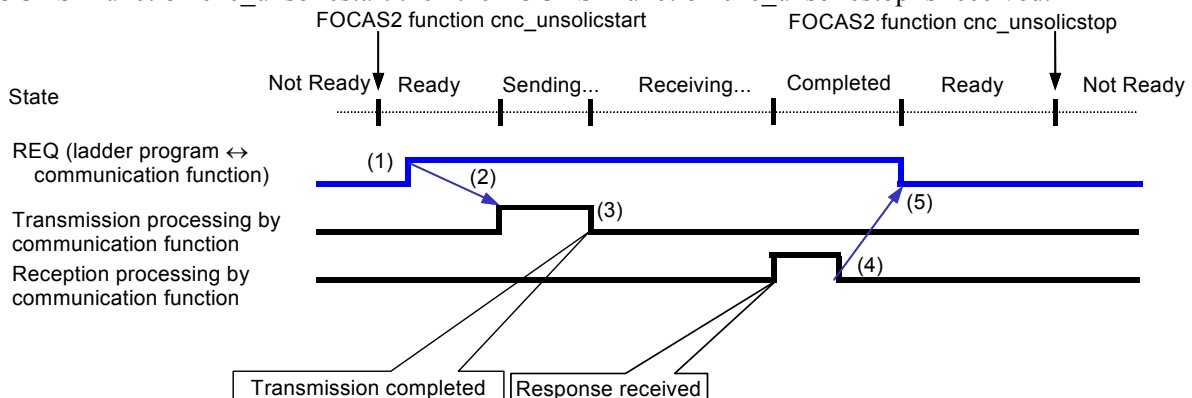 FOCAS2 function cnc_unsolicstart
FOCAS2 function cnc_unsolicstop
State
Not Ready
Ready
Sending...
Receiving...
Completed
Ready
Not Ready
REQ (ladder program ↔
communication function)
(1)
(2)
(5)
Transmission processing by
communication function
(3)
Reception processing by
communication function
(4)
Transmission completed
Response received